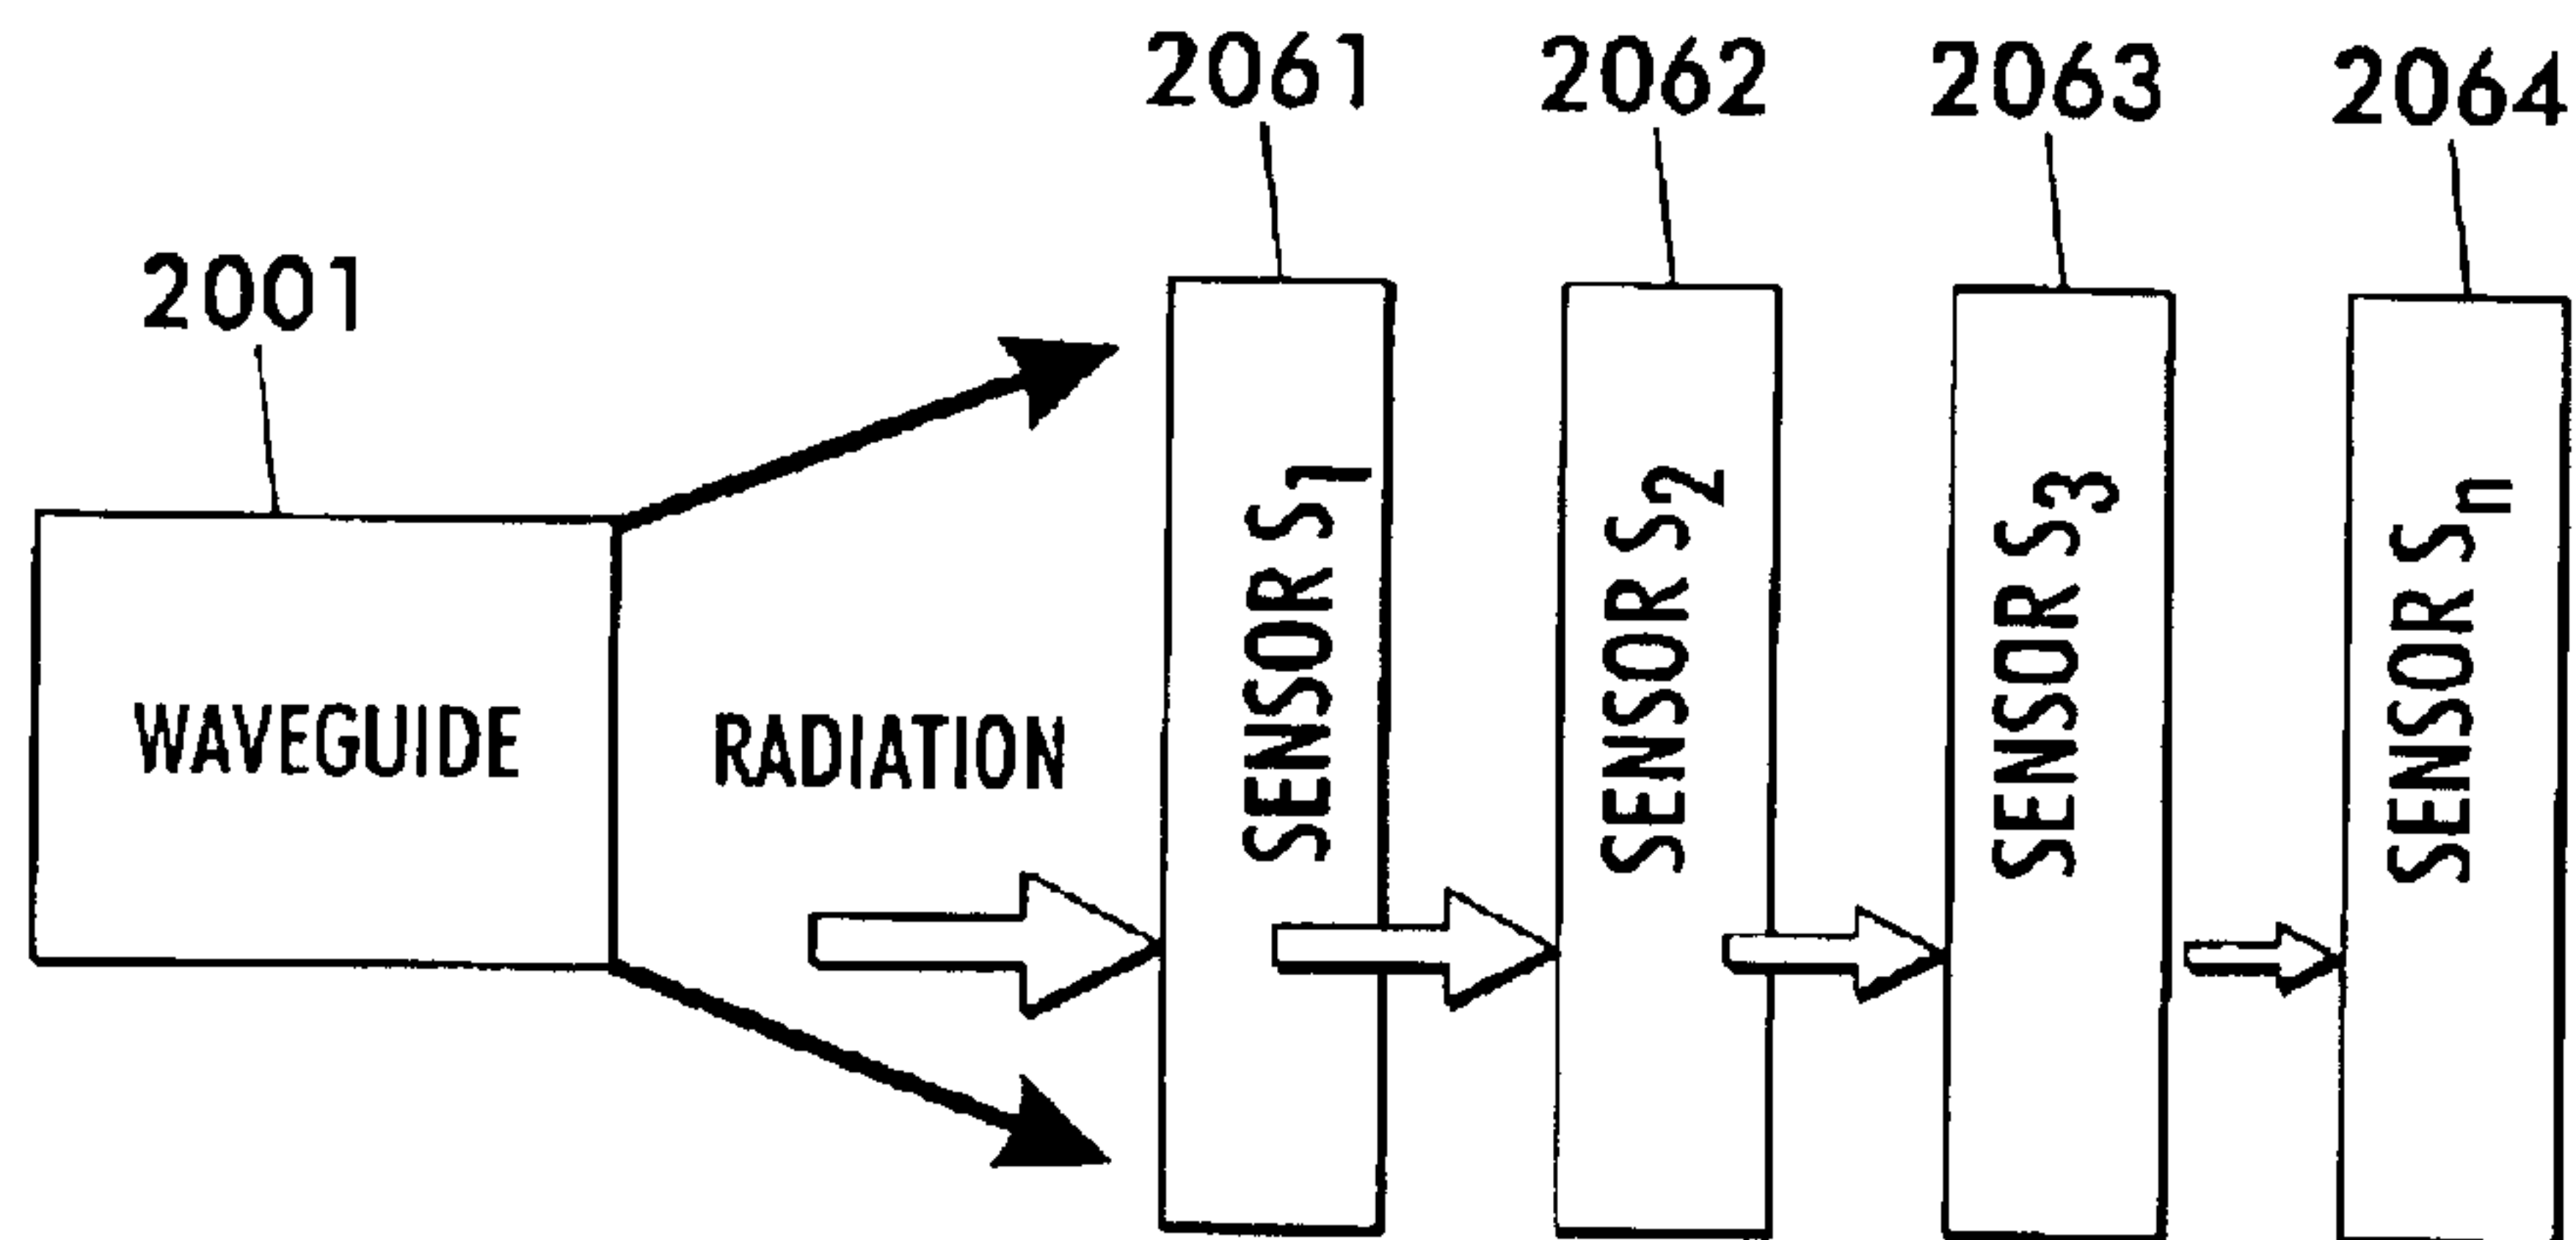 2061
2062
2063
2064
2001
WAVEGUIDE
RADIATION
SENSOR S1
SENSOR S2
SENSOR S3
SENSOR Sn